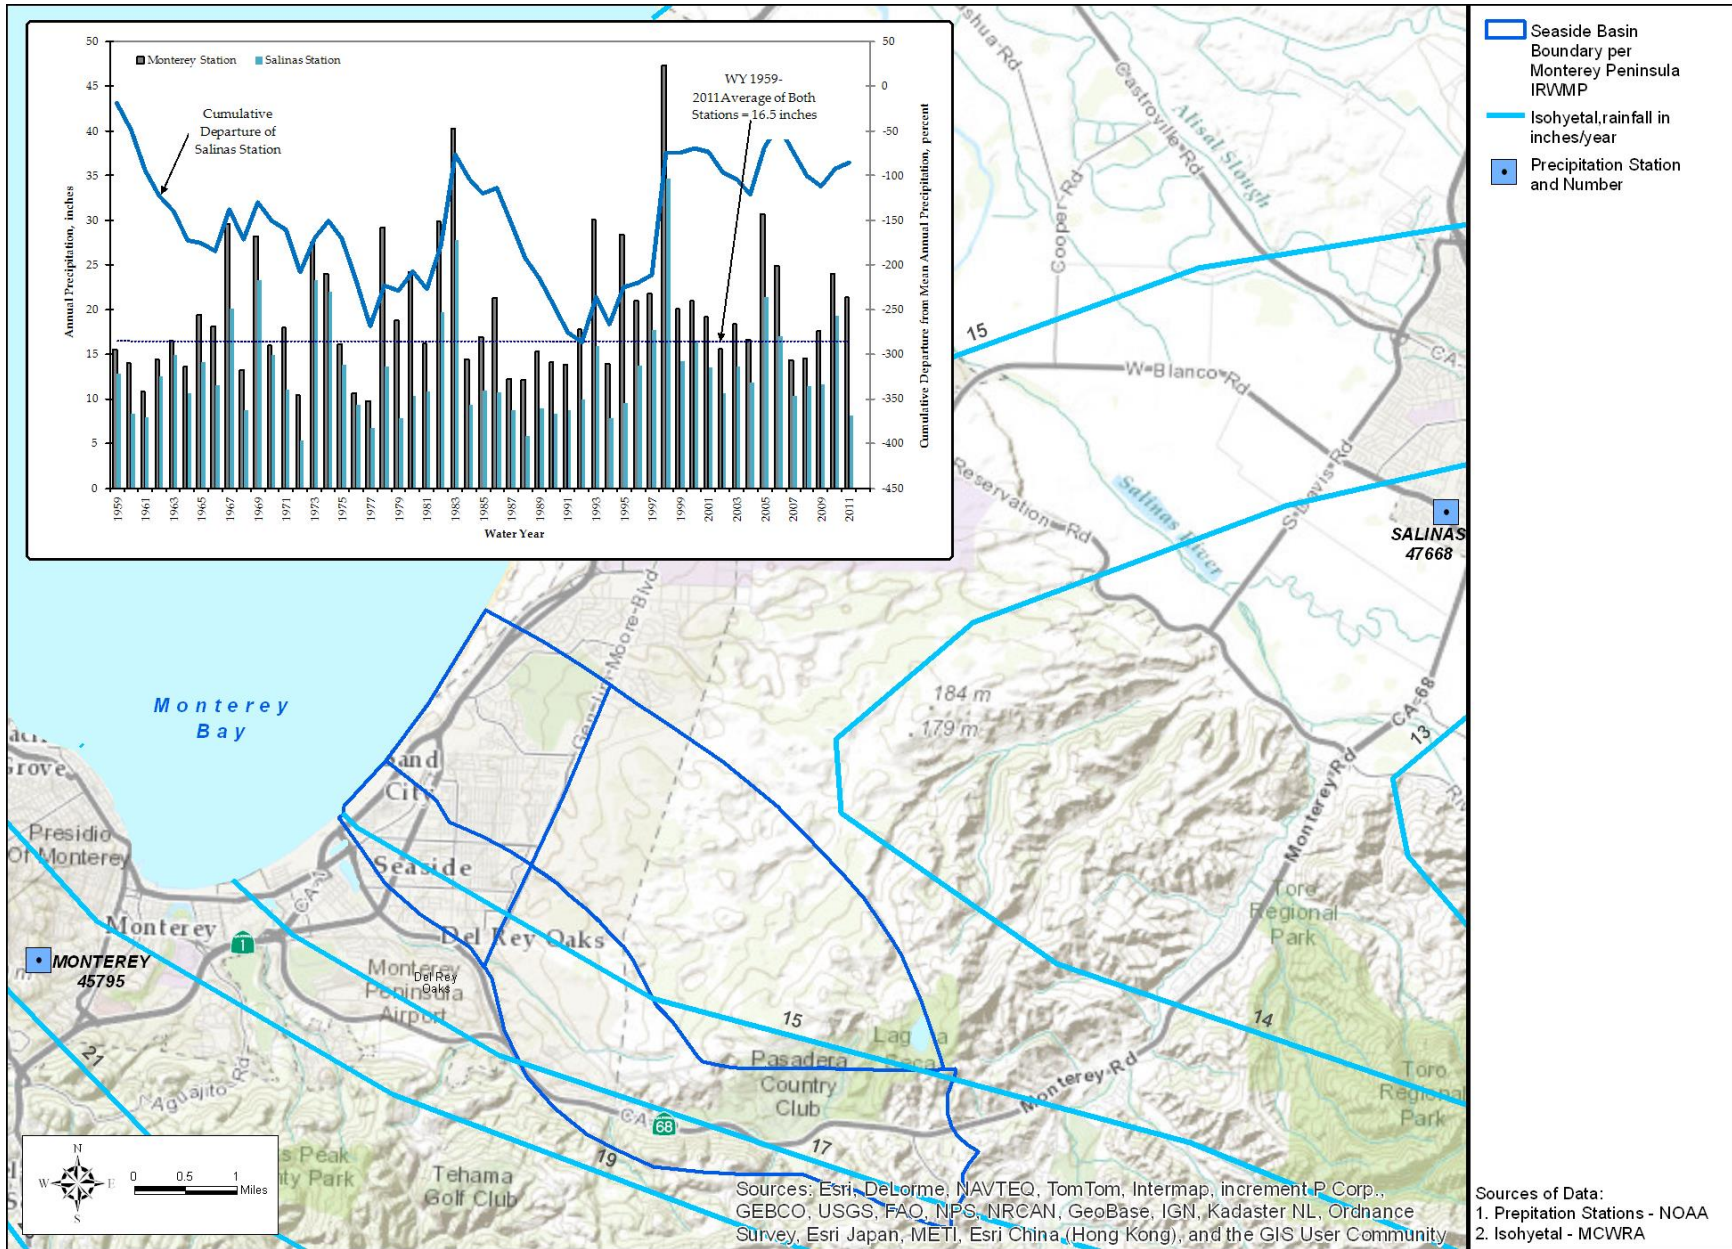 50
45
40
35
30
25
20
15
10
5
0
50
0
-50
-100
-150
-200
-250
-300
-350
-400
-450
Monterey Station
Salinas Station
Cumulative
Departure of
Salinas Station
WY 1959-
2011Average of Both
Stations = 16.5 inches
Annual Precipitation, inches
Cumulative Departure from Mean Annual Precipitation, percent
1959
1961
1963
1965
1967
1969
1971
1973
1975
1977
1979
1981
1983
1985
1987
1989
1991
1993
1995
1997
1999
2001
2003
2005
2007
2009
2011
Water Year
Seaside Basin
Boundary per
Monterey Peninsula
IRWMP
Isohyetal,rainfall in
inches/year
Precipitation Station
and Number
Castroville Rd
Alisal Slough
Cooper Rd
15
W Blanco Rd
Reservation Rd
Salinas River
S Davis Rd
SALINAS
47668
Gen Jim Moore Blvd
184 m
179 m
CA-68
13
Monterey Rd
Monterey
Bay
Sand
City
Seaside
Presidio
Of Monterey
CA-1
Monterey
1
MONTEREY
45795
Del Rey Oaks
Monterey
Peninsula
Airport
Del Rey
Oaks
Toro
Regional
Park
15
14
21
Aguajito Rd
Pasadera
Country
Club
Monterey Rd
Toro
Regional
Park
68
17
19
Tehama
Golf Club
N
W
E
S
0
0.5
1
Miles
Sources: Esri, DeLorme, NAVTEQ, TomTom, Intermap, increment P Corp.,
GEBCO, USGS, FAO, NPS, NRCAN, GeoBase, IGN, Kadaster NL, Ordnance
Survey, Esri Japan, METI, Esri China (Hong Kong), and the GIS User Community
Sources of Data:
1. Prepitation Stations - NOAA
2. Isohyetal - MCWRA